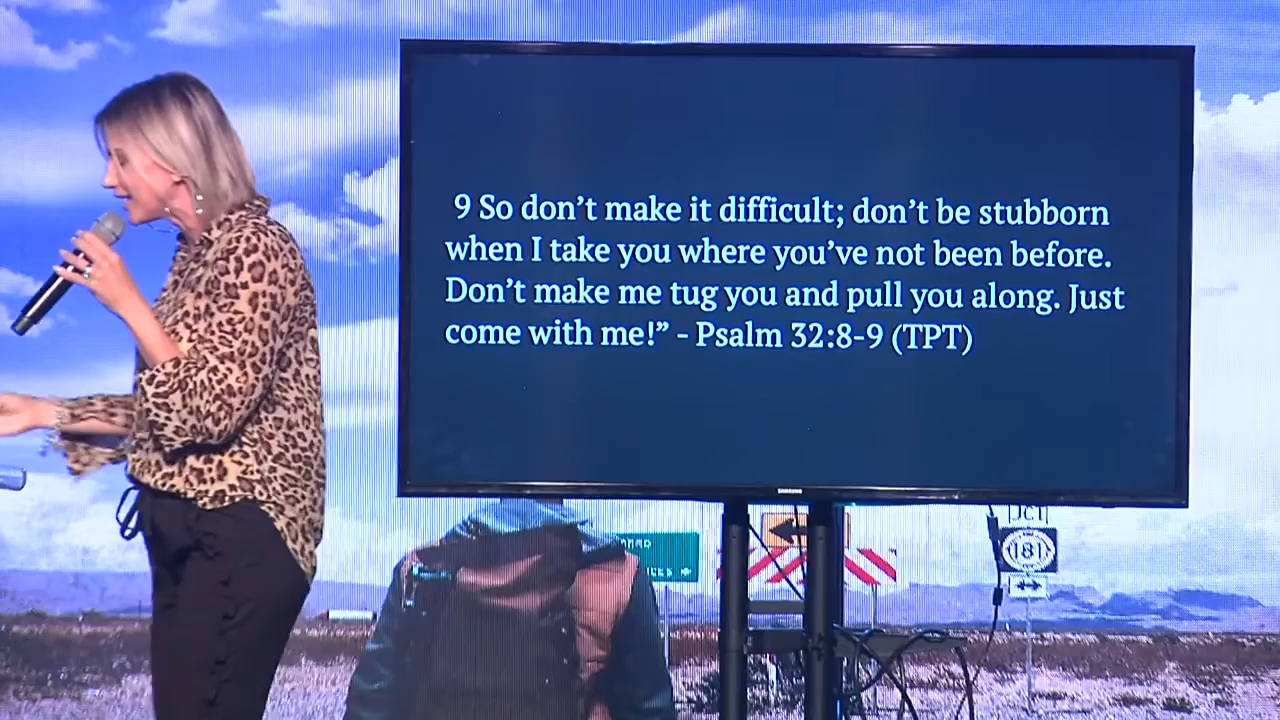 9 So don’t make it difficult; don’t be stubborn
when I take you where you’ve not been before.
Don’t make me tug you and pull you along. Just
come with me!” - Psalm 32:8-9 (TPT)
SAMSUNG
JCT
181